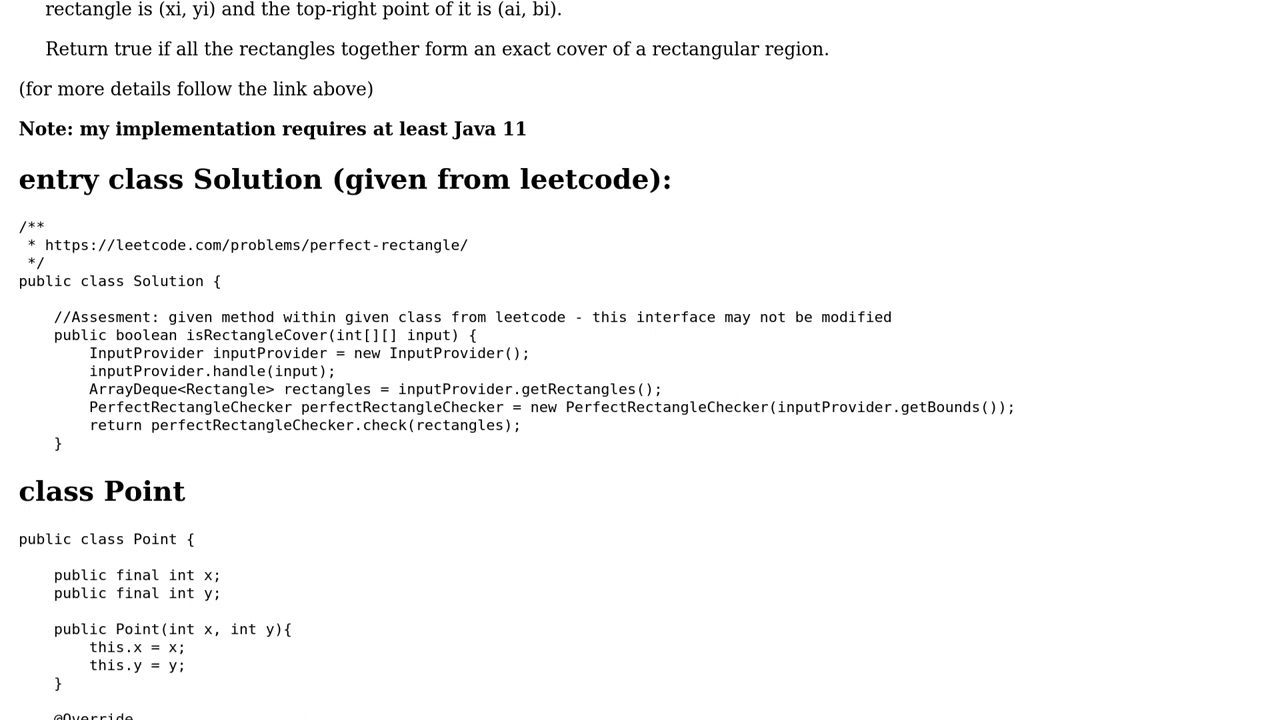 rectangle is (xi, yi) and the top-right point of it is (ai, bi).
Return true if all the rectangles together form an exact cover of a rectangular region.
(for more details follow the link above)
Note: my implementation requires at least Java 11
entry class Solution (given from leetcode):
/**
 * https://leetcode.com/problems/perfect-rectangle/
 */
public class Solution {
    //Assesment: given method within given class from leetcode - this interface may not be modified
    public boolean isRectangleCover(int[][] input) {
        InputProvider inputProvider = new InputProvider();
        inputProvider.handle(input);
        ArrayDeque<Rectangle> rectangles = inputProvider.getRectangles();
        PerfectRectangleChecker perfectRectangleChecker = new PerfectRectangleChecker(inputProvider.getBounds());
        return perfectRectangleChecker.check(rectangles);
    }
class Point
public class Point {
    public final int x;
    public final int y;
    public Point(int x, int y){
        this.x = x;
        this.y = y;
    }
    @Override